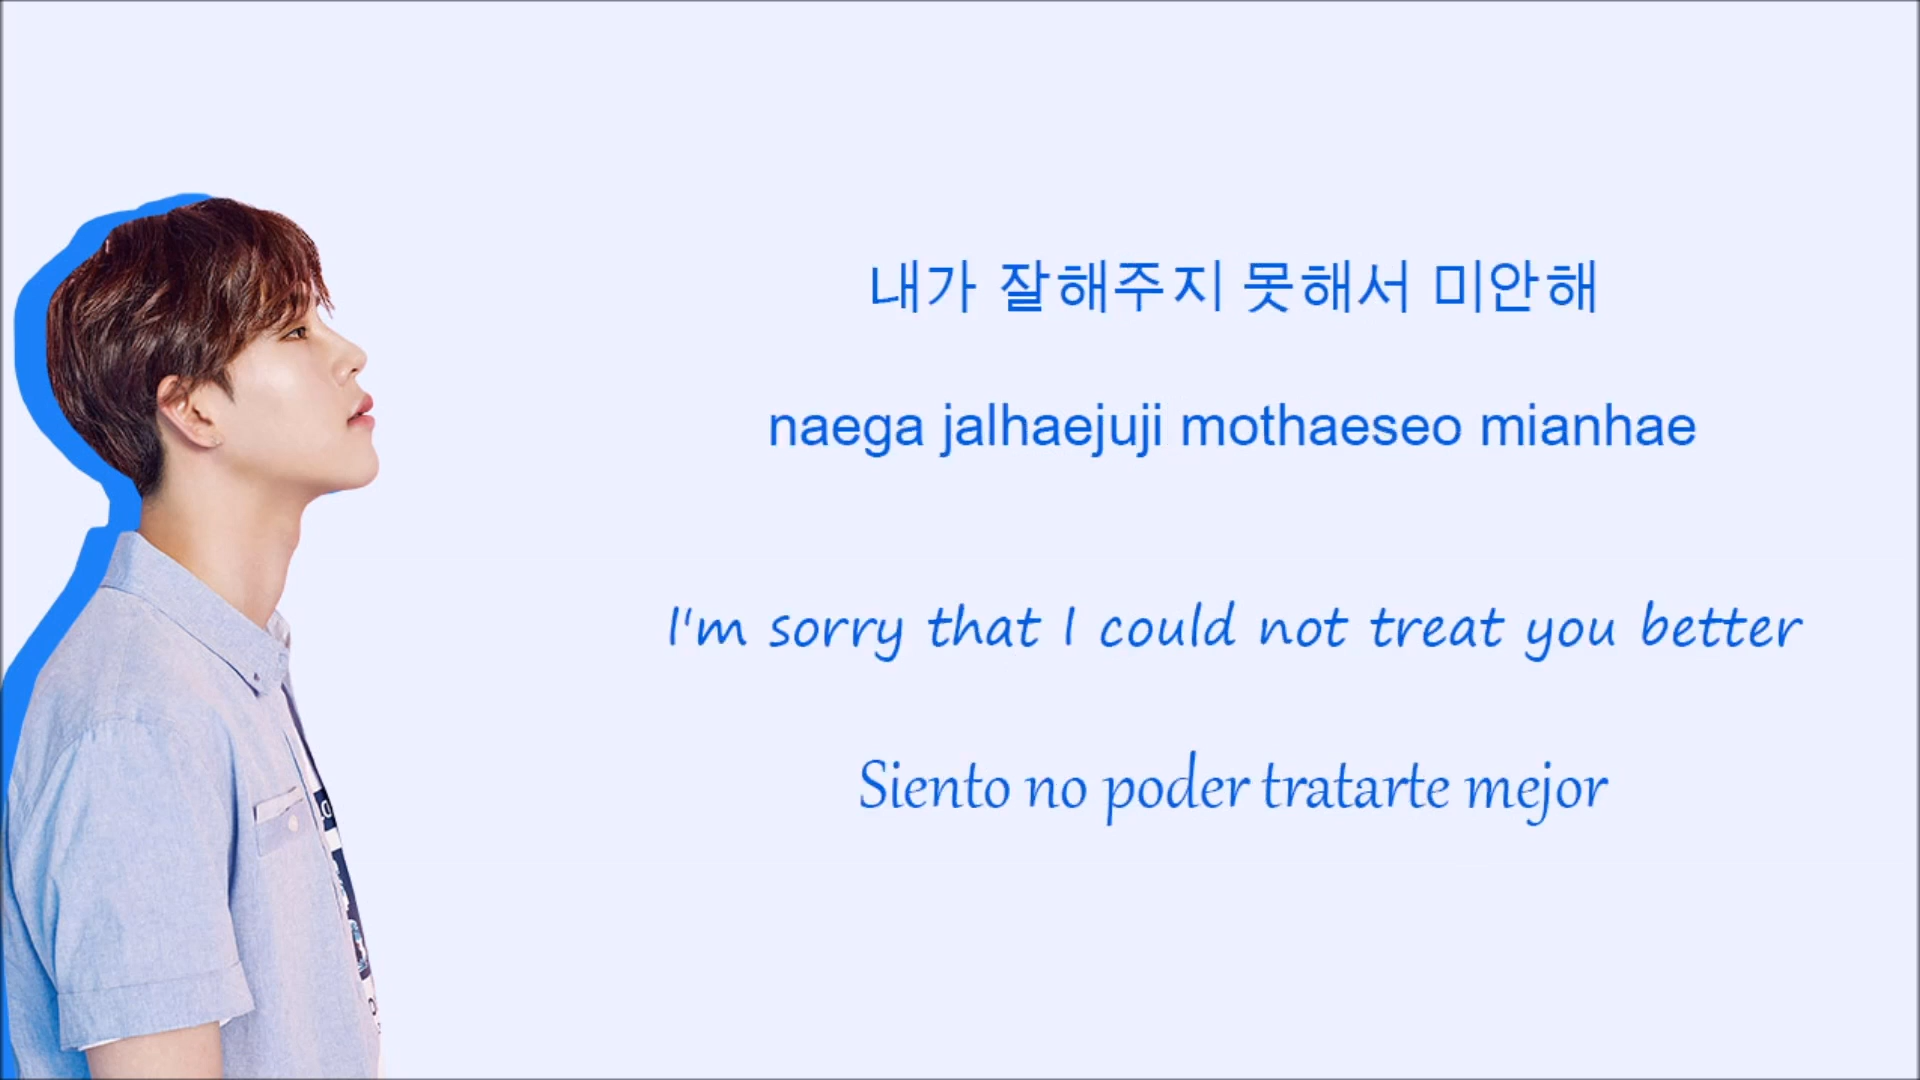 내가 잘해주지 못해서 미안해
naega jalhaejuji mothaeseo mianhae
I'm sorry that I could not treat you better
Siento no poder tratarte mejor